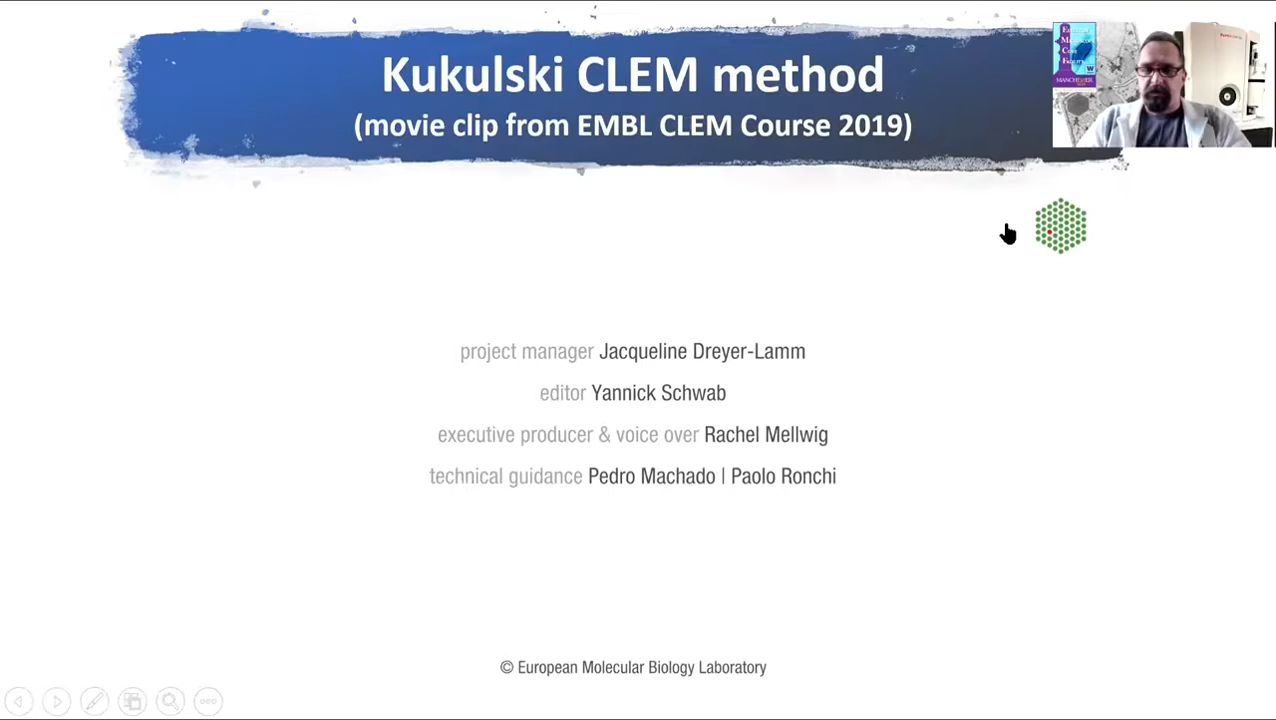 Kukulski CLEM method
(movie clip from EMBL CLEM Course 2019)
project manager Jacqueline Dreyer-Lamm
editor Yannick Schwab
executive producer & voice over Rachel Mellwig
technical guidance Pedro Machado | Paolo Ronchi
© European Molecular Biology Laboratory
MANCHESTER